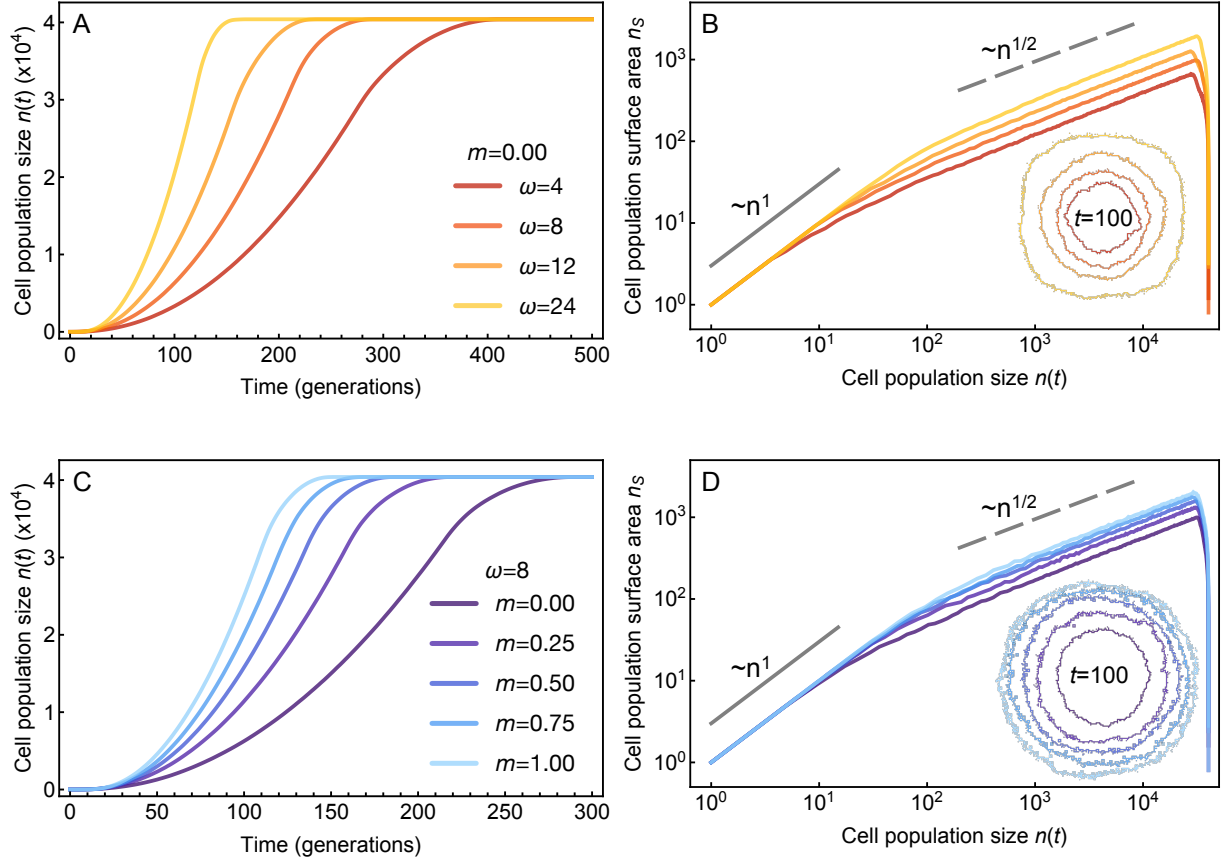 A
Cell population size n(t) (x10⁴)
4
3
2
1
0
m=0.00
ω=4
ω=8
ω=12
ω=24
0 100 200 300 400 500
Time (generations)
B
Cell population surface area nₛ
10³
10²
10¹
10⁰
~n¹
~n¹/²
t=100
10⁰ 10¹ 10² 10³ 10⁴
Cell population size n(t)
C
Cell population size n(t) (x10⁴)
4
3
2
1
0
ω=8
m=0.00
m=0.25
m=0.50
m=0.75
m=1.00
0 50 100 150 200 250 300
Time (generations)
D
Cell population surface area nₛ
10³
10²
10¹
10⁰
~n¹
~n¹/²
t=100
10⁰ 10¹ 10² 10³ 10⁴
Cell population size n(t)